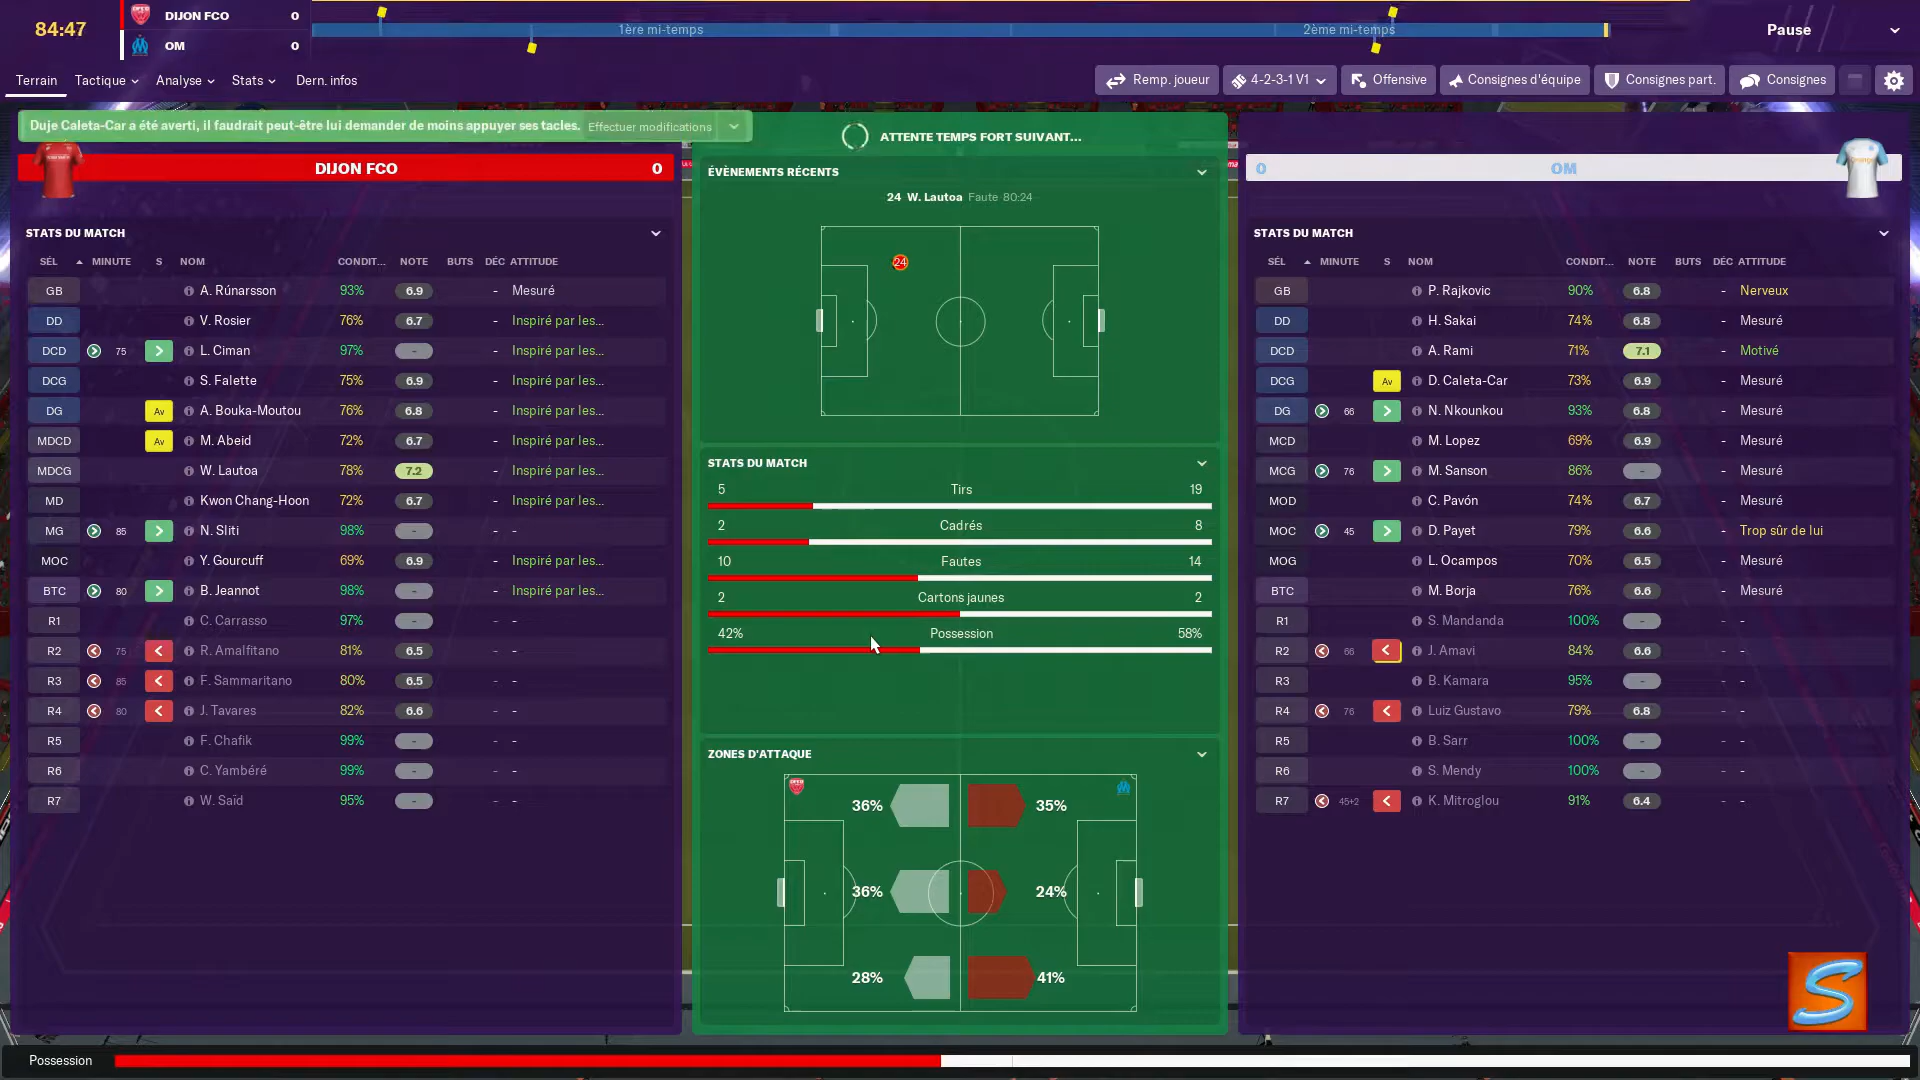 84:47
DIJON FCO 0
OM 0
1ère mi-temps
2ème mi-temps
Pause
Terrain
Tactique
Analyse
Stats
Dern. infos
Remp. joueur
4-2-3-1 V1
Offensive
Consignes d'équipe
Consignes part.
Consignes
Duje Caleta-Car a été averti, il faudrait peut-être lui demander de moins appuyer ses tacles. Effectuer modifications
DIJON FCO 0
STATS DU MATCH
SÉL MINUTE S NOM CONDIT... NOTE BUTS DÉC ATTITUDE
GB A. Rúnarsson 93% 6.9 - Mesuré
DD V. Rosier 76% 6.7 - Inspiré par les...
DCD 75 L. Ciman 97% - - Inspiré par les...
DCG S. Falette 75% 6.9 - Inspiré par les...
DG Av A. Bouka-Moutou 76% 6.8 - Inspiré par les...
MDCD Av M. Abeid 72% 6.7 - Inspiré par les...
MDCG W. Lautoa 78% 7.2 - Inspiré par les...
MD Kwon Chang-Hoon 72% 6.7 - Inspiré par les...
MG 85 N. Sliti 98% - - -
MOC Y. Gourcuff 69% 6.9 - Inspiré par les...
BTC 80 B. Jeannot 98% - - Inspiré par les...
R1 C. Carrasso 97% - - -
R2 75 R. Amalfitano 81% 6.5 - -
R3 85 F. Sammaritano 80% 6.5 - -
R4 80 J. Tavares 82% 6.6 - -
R5 F. Chafik 99% - - -
R6 C. Yambéré 99% - - -
R7 W. Saïd 95% - - -
ATTENTE TEMPS FORT SUIVANT...
ÉVÈNEMENTS RÉCENTS
24 W. Lautoa Faute 80:24
24
STATS DU MATCH
5 Tirs 19
2 Cadrés 8
10 Fautes 14
2 Cartons jaunes 2
42% Possession 58%
ZONES D'ATTAQUE
36% 35%
36% 24%
28% 41%
0 OM
STATS DU MATCH
SÉL MINUTE S NOM CONDIT... NOTE BUTS DÉC ATTITUDE
GB P. Rajkovic 90% 6.8 - Nerveux
DD H. Sakai 74% 6.8 - Mesuré
DCD A. Rami 71% 7.1 - Motivé
DCG Av D. Caleta-Car 73% 6.9 - Mesuré
DG 66 N. Nkounkou 93% 6.8 - Mesuré
MCD M. Lopez 69% 6.9 - Mesuré
MCG 76 M. Sanson 86% - - Mesuré
MOD C. Pavón 74% 6.7 - Mesuré
MOC 45 D. Payet 79% 6.6 - Trop sûr de lui
MOG L. Ocampos 70% 6.5 - Mesuré
BTC M. Borja 76% 6.6 - Mesuré
R1 S. Mandanda 100% - - -
R2 66 J. Amavi 84% 6.6 - -
R3 B. Kamara 95% - - -
R4 76 Luiz Gustavo 79% 6.8 - -
R5 B. Sarr 100% - - -
R6 S. Mendy 100% - - -
R7 45+2 K. Mitroglou 91% 6.4 - -
S
Possession